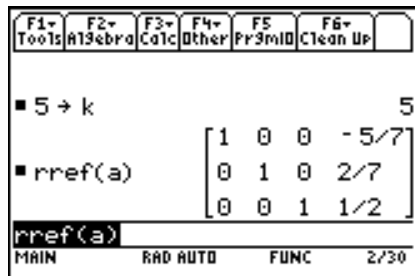 F1▾ F2▾ F3▾ F4▾ F5 F6▾
Tools Algebra Calc Other PrgmIO Clean Up
▪ 5 → k 5
[1 0 0 -5/7]
▪ rref(a) [0 1 0 2/7]
[0 0 1 1/2]
rref(a)
MAIN RAD AUTO FUNC 2/30